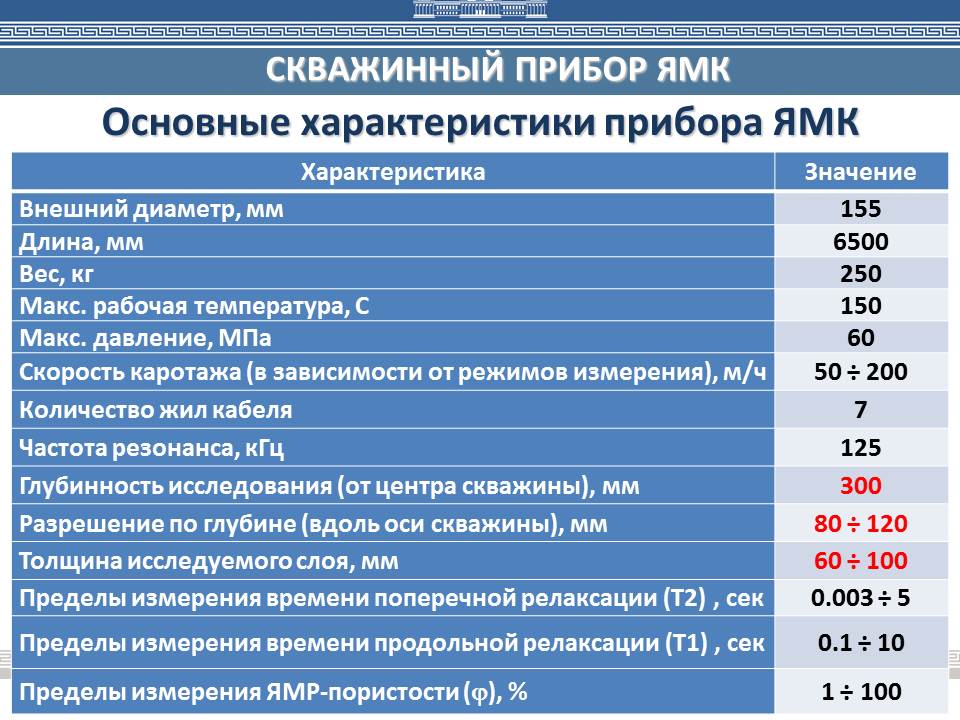 СКВАЖИННЫЙ ПРИБОР ЯМК
Основные характеристики прибора ЯМК
Характеристика Значение
Внешний диаметр, мм 155
Длина, мм 6500
Вес, кг 250
Макс. рабочая температура, С 150
Макс. давление, МПа 60
Скорость каротажа (в зависимости от режимов измерения), м/ч 50 ÷ 200
Количество жил кабеля 7
Частота резонанса, кГц 125
Глубинность исследования (от центра скважины), мм 300
Разрешение по глубине (вдоль оси скважины), мм 80 ÷ 120
Толщина исследуемого слоя, мм 60 ÷ 100
Пределы измерения времени поперечной релаксации (Т2) , сек 0.003 ÷ 5
Пределы измерения времени продольной релаксации (Т1) , сек 0.1 ÷ 10
Пределы измерения ЯМР-пористости (φ), % 1 ÷ 100